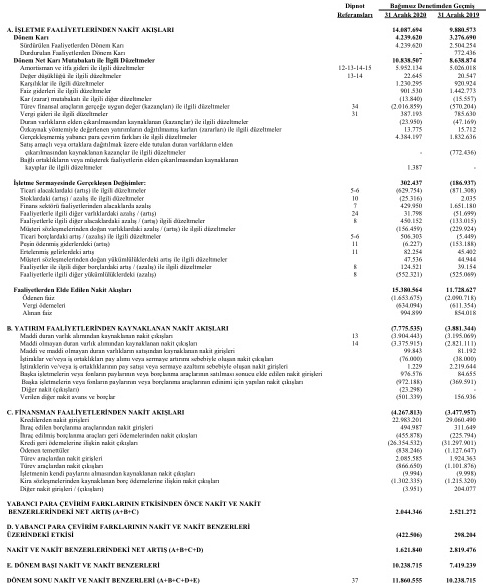 Dipnot Bağımsız Denetimden Geçmiş
Referansları 31 Aralık 2020 31 Aralık 2019
A. İŞLETME FAALİYETLERİNDEN NAKİT AKIŞLARI 14.087.694 9.880.573
Dönem Karı 4.239.620 3.276.690
Sürdürülen Faaliyetlerden Dönem Karı 4.239.620 2.504.254
Durdurulan Faaliyetlerden Dönem Karı - 772.436
Dönem Net Karı Mutabakatı ile İlgili Düzeltmeler 10.838.507 8.638.874
Amortisman ve itfa gideri ile ilgili düzeltmeler 12-13-14-15 5.952.134 5.026.018
Değer düşüklüğü ile ilgili düzeltmeler 13-14 22.645 20.547
Karşılıklar ile ilgili düzeltmeler 1.230.295 920.924
Faiz giderleri ile ilgili düzeltmeler 901.530 1.442.773
Kar (zarar) mutabakatı ile ilgili diğer düzeltmeler (13.840) (15.557)
Türev finansal araçların gerçeğe uygun değer (kazançları) ile ilgili düzeltmeler 34 (2.016.859) (570.204)
Vergi gideri ile ilgili düzeltmeler 31 387.193 785.630
Duran varlıkların elden çıkarılmasından kaynaklanan (kazançlar) ile ilgili düzeltmeler (23.950) (47.169)
Özkaynak yöntemiyle değerlenen yatırımların dağıtılmamış karları (zararları) ile ilgili düzeltmeler 13.775 15.712
Gerçekleşmemiş yabancı para çevrim farkları ile ilgili düzeltmeler 4.384.197 1.832.636
Satış amaçlı veya ortaklara dağıtılmak üzere elde tutulan duran varlıkların elden
çıkarılmasından kaynaklanan kazançlar ile ilgili düzeltmeler - (772.436)
Bağlı ortaklıkların veya müşterek faaliyetlerin elden çıkarılmasından kaynaklanan
kayıplar ile ilgili düzeltmeler 1.387 -
İşletme Sermayesinde Gerçekleşen Değişimler: 302.437 (186.937)
Ticari alacaklardaki (artış) ile ilgili düzeltmeler 5-6 (629.754) (871.308)
Stoklardaki (artış) / azalış ile ilgili düzeltmeler 10 (25.316) 2.035
Finans sektörü faaliyetlerinden alacaklarda azalış 7 429.950 1.651.180
Faaliyetlerle ilgili diğer varlıklardaki azalış / (artış) 24 31.798 (51.699)
Faaliyetlerle ilgili diğer alacaklardaki azalış / (artış) ilgili düzeltmeler 8 450.152 (133.015)
Müşteri sözleşmelerinden doğan varlıklardaki (artış) ile ilgili düzeltmeler (156.459) (229.924)
Ticari borçlardaki artış / (azalış) ile ilgili düzeltmeler 5-6 506.303 (5.449)
Peşin ödenmiş giderlerdeki (artış) 11 (6.227) (153.188)
Ertelenmiş gelirlerdeki artış 11 82.254 45.402
Müşteri sözleşmelerinden doğan yükümlülüklerdeki artış ile ilgili düzeltmeler 47.536 44.944
Faaliyetler ile ilgili diğer borçlardaki artış / (azalış) ile ilgili düzeltmeler 8 124.521 39.154
Faaliyetlerle ilgili diğer yükümlülüklerdeki (azalış) 8 (552.321) (525.069)
Faaliyetlerden Elde Edilen Nakit Akışları 15.380.564 11.728.627
Ödenen faiz (1.653.675) (2.090.718)
Vergi ödemeleri (634.094) (611.354)
Alınan faiz 994.899 854.018
B. YATIRIM FAALİYETLERİNDEN KAYNAKLANAN NAKİT AKIŞLARI (7.775.535) (3.881.344)
Maddi duran varlık alımından kaynaklanan nakit çıkışları 13 (3.904.443) (3.195.069)
Maddi olmayan duran varlık alımından kaynaklanan nakit çıkışları 14 (3.375.915) (2.821.111)
Maddi ve maddi olmayan duran varlıkların satışından kaynaklanan nakit girişleri 99.843 81.192
İştirakler ve/veya iş ortaklıkları pay alımı veya sermaye artırımı sebebiyle oluşan nakit çıkışları (76.000) (38.000)
İştiraklerin ve/veya iş ortaklıklarının pay satışı veya sermaye azaltımı sebebiyle oluşan nakit girişleri 1.229 2.219.644
Başka işletmelerin veya fonların paylarının veya borçlanma araçlarının satılması sonucu elde edilen nakit girişleri 976.576 84.655
Başka işletmelerin veya fonların paylarının veya borçlanma araçlarının edinimi için yapılan nakit çıkışları (972.188) (369.591)
Diğer nakit (çıkışları) (23.298) -
Verilen diğer nakit avans ve borçlar (501.339) 156.936
C. FİNANSMAN FAALİYETLERİNDEN NAKİT AKIŞLARI (4.267.813) (3.477.957)
Kredilerden nakit girişleri 22.983.201 29.060.490
İhraç edilen borçlanma araçlarından nakit girişleri 494.987 311.649
İhraç edilmiş borçlanma araçları geri ödemelerinden nakit çıkışları (455.878) (225.794)
Kredi geri ödemelerine ilişkin nakit çıkışları (26.354.532) (31.297.901)
Ödenen temettüler (838.246) (1.127.647)
Türev araçlardan nakit girişleri 2.085.585 1.924.363
Türev araçlardan nakit çıkışları (866.650) (1.101.876)
İşletmenin kendi paylarını almasından kaynaklanan nakit çıkışları (9.994) (9.998)
Kira sözleşmelerinden kaynaklanan borç ödemelerine ilişkin nakit çıkışları (1.302.335) (1.215.320)
Diğer nakit girişleri / (çıkışları) (3.951) 204.077
YABANCI PARA ÇEVİRİM FARKLARININ ETKİSİNDEN ÖNCE NAKİT VE NAKİT
BENZERLERİNDEKİ NET ARTIŞ (A+B+C) 2.044.346 2.521.272
D. YABANCI PARA ÇEVRİM FARKLARININ NAKİT VE NAKİT BENZERLERİ
ÜZERİNDEKİ ETKİSİ (422.506) 298.204
NAKİT VE NAKİT BENZERLERİNDEKİ NET ARTIŞ (A+B+C+D) 1.621.840 2.819.476
E. DÖNEM BAŞI NAKİT VE NAKİT BENZERLERİ 10.238.715 7.419.239
DÖNEM SONU NAKİT VE NAKİT BENZERLERİ (A+B+C+D+E) 37 11.860.555 10.238.715